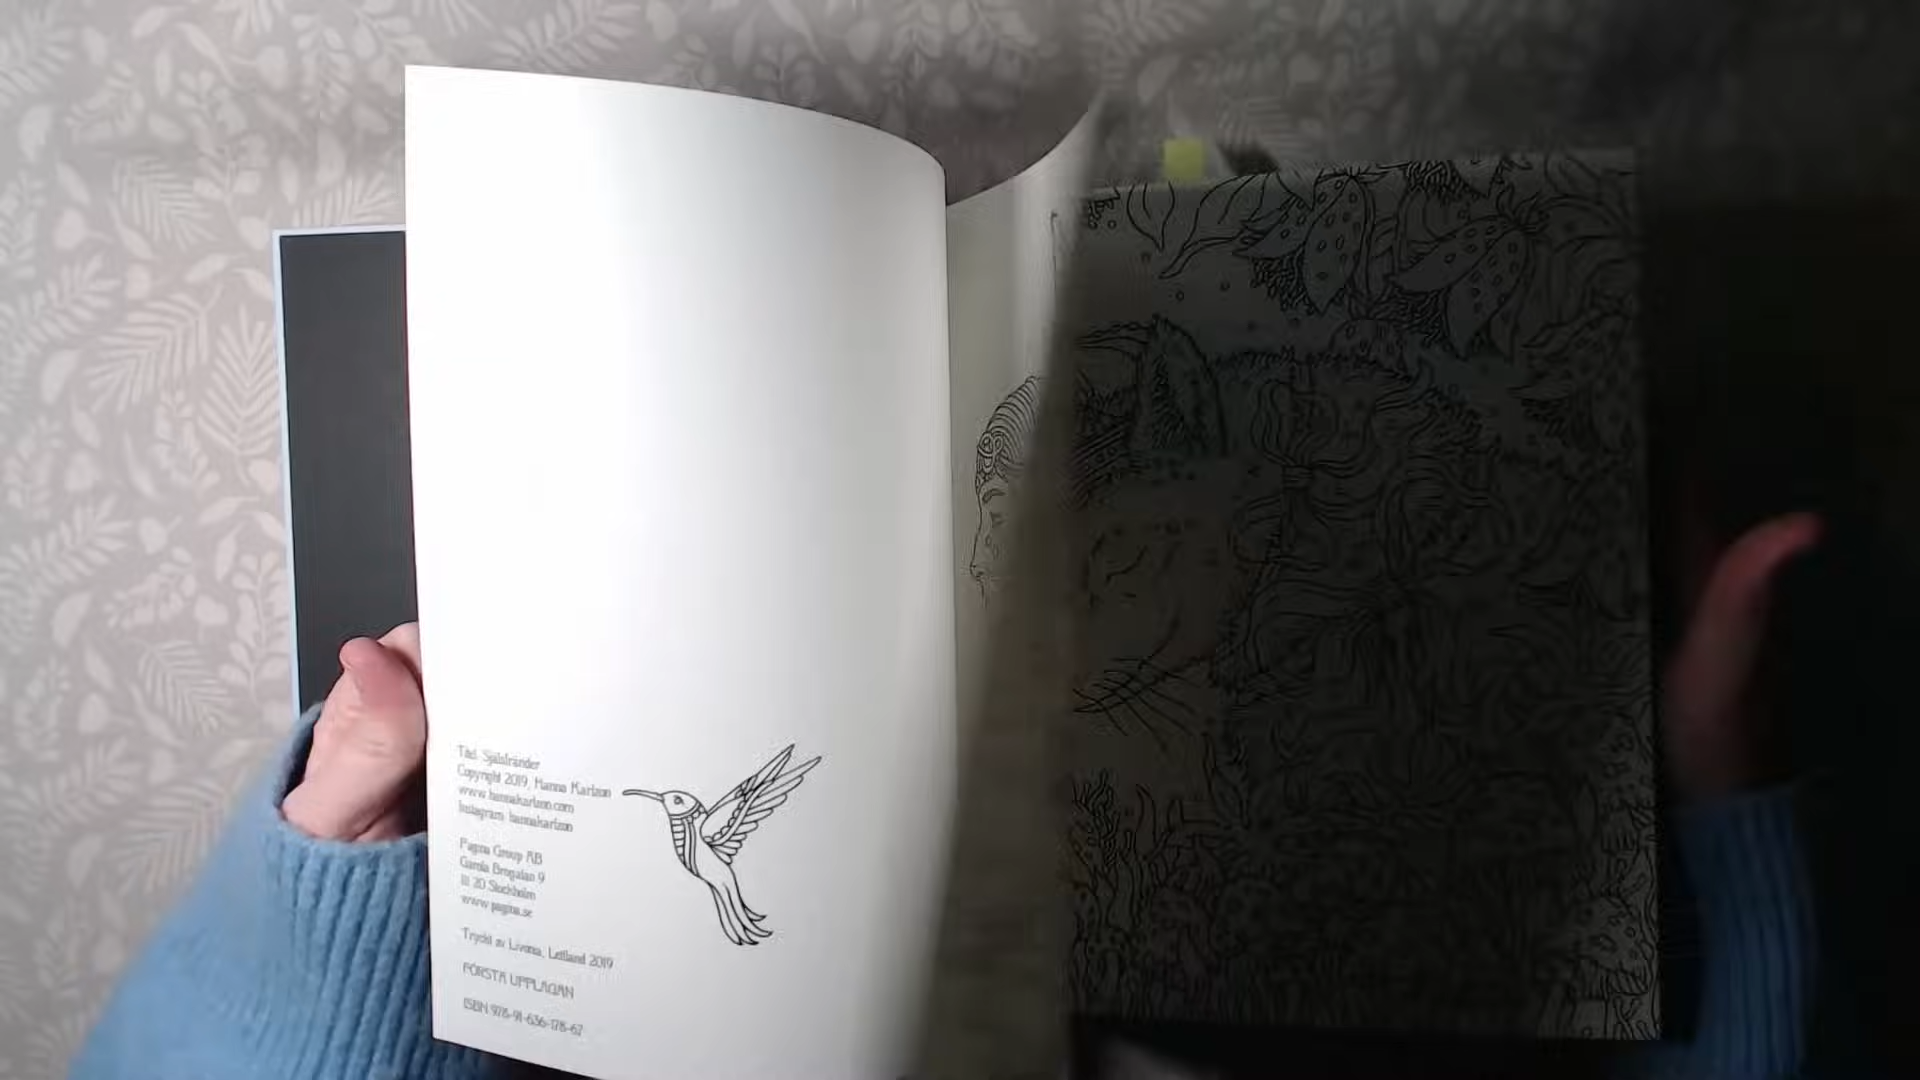 Titel: Själsfränder
Copyright 2019, Hanna Karlzon
www.hannakarlzon.com
Instagram: hannakarlzon
Pagina Group AB
Gamla Brogatan 9
111 20 Stockholm
www.pagina.se
Tryckt av Livonia, Lettland 2019
FÖRSTA UPPLAGAN
ISBN 978-91-636-178-67